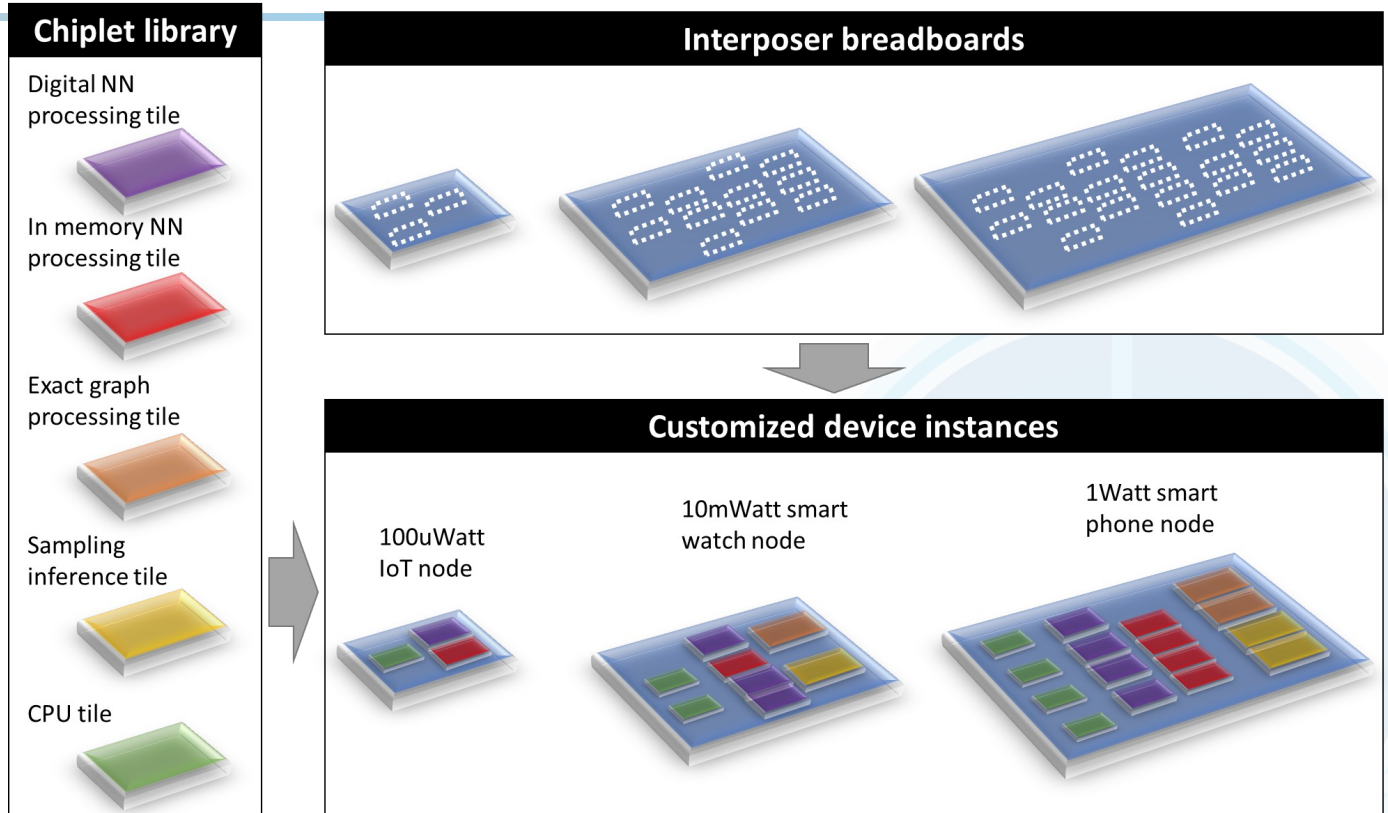 Chiplet library
Digital NN
processing tile
In memory NN
processing tile
Exact graph
processing tile
Sampling
inference tile
CPU tile
Interposer breadboards
Customized device instances
100uWatt
IoT node
10mWatt smart
watch node
1Watt smart
phone node